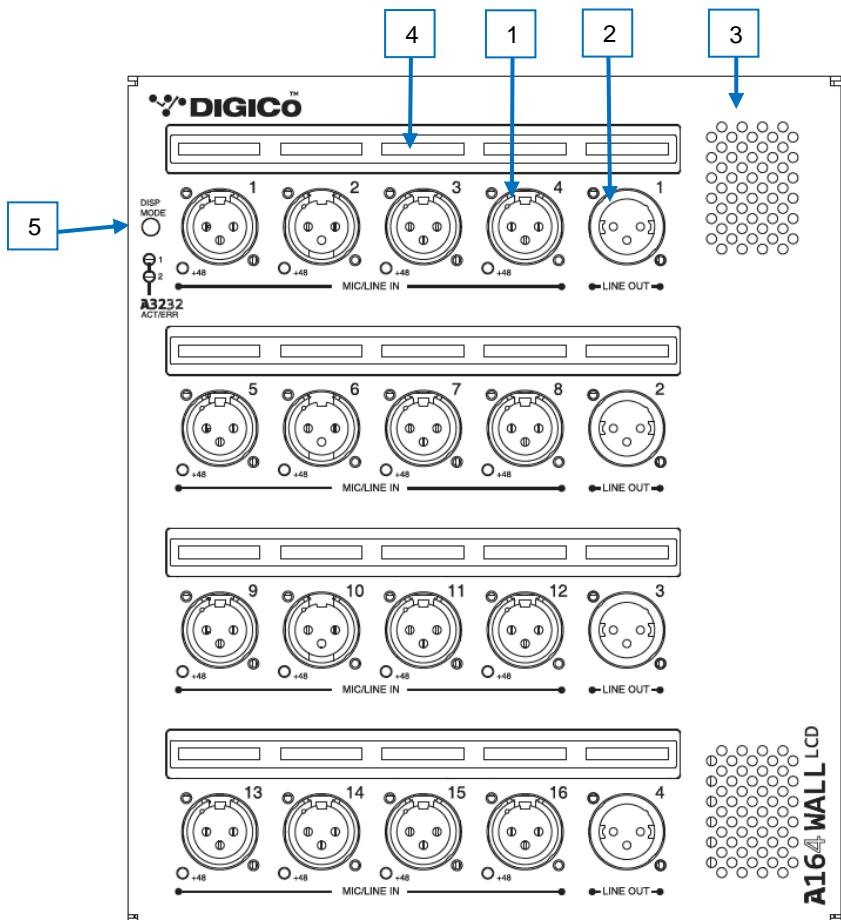 4 1 2 3
DIGiCo™
1 2 3 4 1
DISP
MODE
5
+48 +48 +48 +48
MIC/LINE IN LINE OUT
1
2
A3232
ACT/ERR
5 6 7 8 2
+48 +48 +48 +48
MIC/LINE IN LINE OUT
9 10 11 12 3
+48 +48 +48 +48
MIC/LINE IN LINE OUT
13 14 15 16 4
+48 +48 +48 +48
MIC/LINE IN LINE OUT
A164 WALL LCD